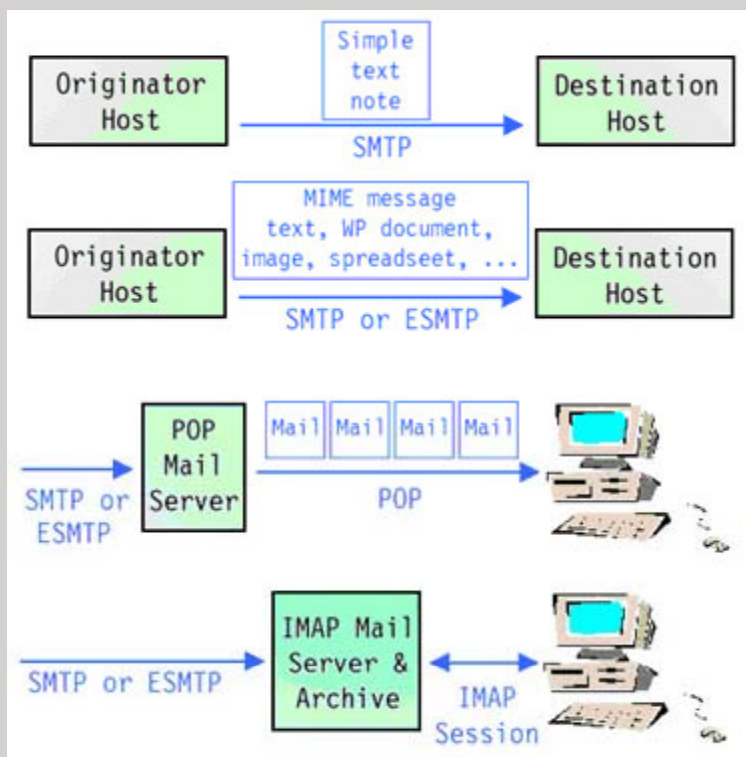 Simple
text
note
Originator
Host
SMTP
Destination
Host
MIME message
text, WP document,
image, spreadseet, ...
Originator
Host
SMTP or ESMTP
Destination
Host
SMTP or
ESMTP
POP
Mail
Server
Mail Mail Mail Mail
POP
SMTP or ESMTP
IMAP Mail
Server &
Archive
IMAP
Session